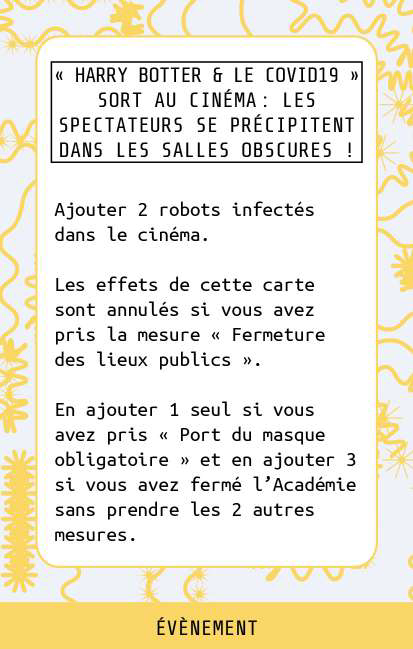 « HARRY BOTTER & LE COVID19 »
SORT AU CINÉMA : LES
SPECTATEURS SE PRÉCIPITENT
DANS LES SALLES OBSCURES !
Ajouter 2 robots infectés
dans le cinéma.
Les effets de cette carte
sont annulés si vous avez
pris la mesure « Fermeture
des lieux publics ».
En ajouter 1 seul si vous
avez pris « Port du masque
obligatoire » et en ajouter 3
si vous avez fermé l’Académie
sans prendre les 2 autres
mesures.
ÉVÈNEMENT